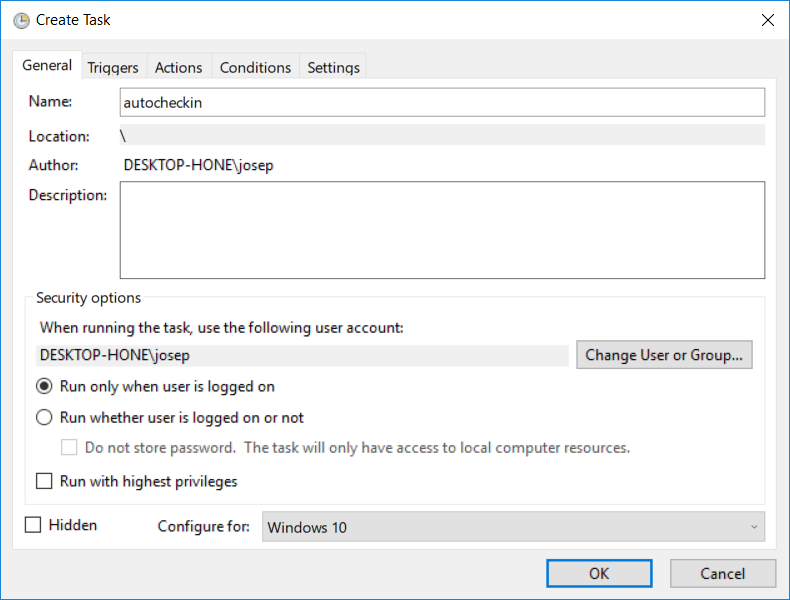 Create Task
General Triggers Actions Conditions Settings
Name: autocheckin
Location: \
Author: DESKTOP-HONE\josep
Description:
Security options
When running the task, use the following user account:
DESKTOP-HONE\josep Change User or Group...
Run only when user is logged on
Run whether user is logged on or not
Do not store password. The task will only have access to local computer resources.
Run with highest privileges
Hidden Configure for: Windows 10
OK Cancel